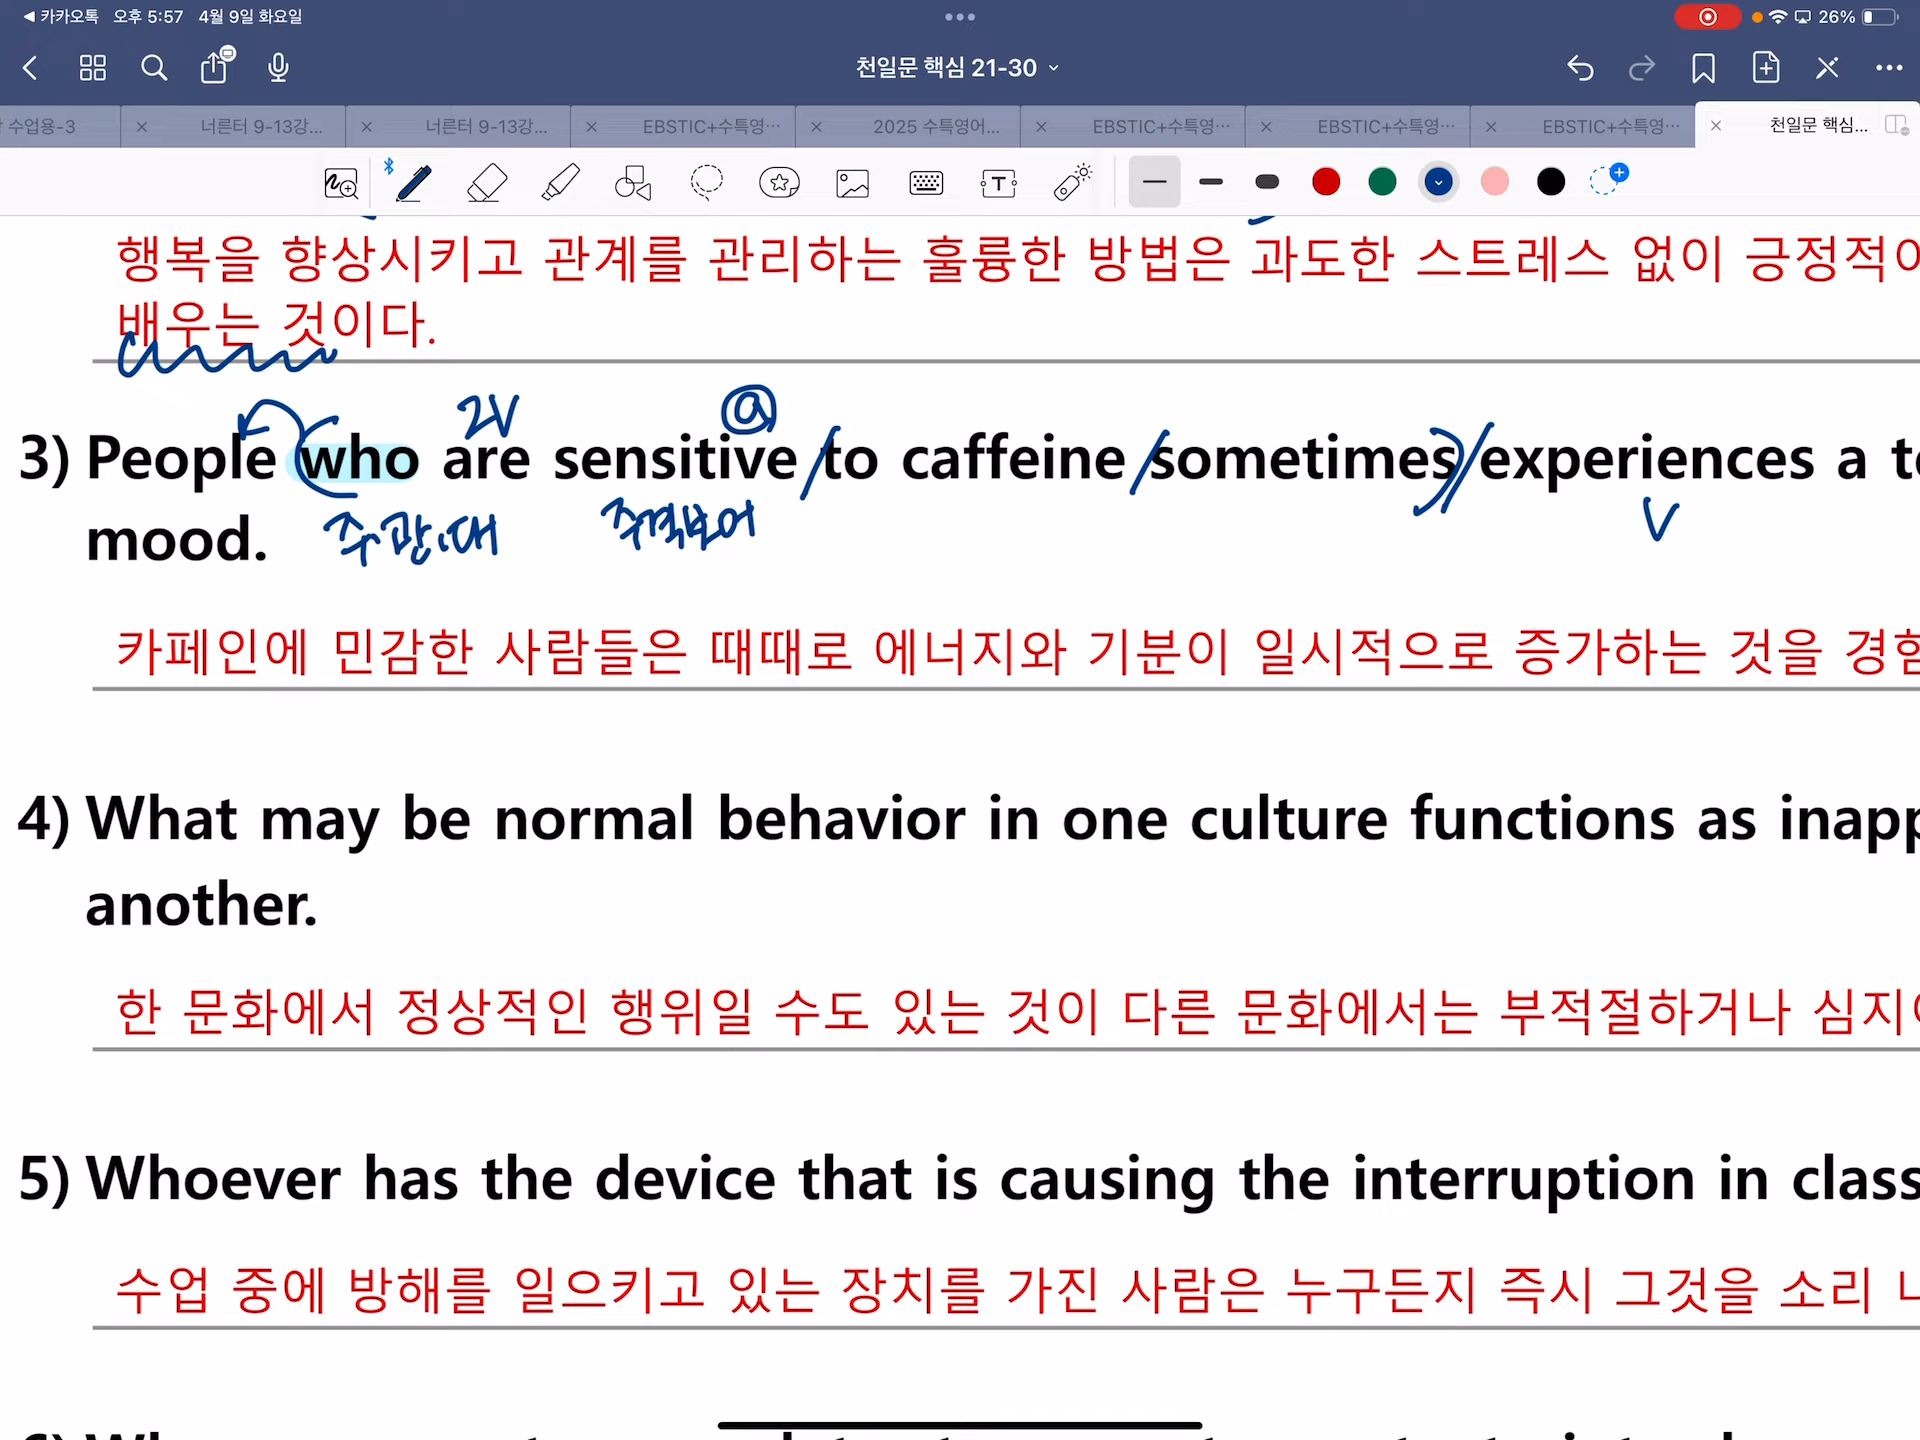 ◀ 카카오톡 오후 5:57 4월 9일 화요일 26%
천일문 핵심 21-30
수업용-3 너른터 9-13강... 너른터 9-13강... EBSTIC+수특영... 2025 수특영어... EBSTIC+수특영... EBSTIC+수특영... EBSTIC+수특영... 천일문 핵심...
행복을 향상시키고 관계를 관리하는 훌륭한 방법은 과도한 스트레스 없이 긍정적
배우는 것이다.
2V ⓐ
3) People who are sensitive to caffeine sometimes experiences a
주·관·대 주격보어 V
mood.
카페인에 민감한 사람들은 때때로 에너지와 기분이 일시적으로 증가하는 것을 경험
4) What may be normal behavior in one culture functions as inapp
another.
한 문화에서 정상적인 행위일 수도 있는 것이 다른 문화에서는 부적절하거나 심지
5) Whoever has the device that is causing the interruption in class
수업 중에 방해를 일으키고 있는 장치를 가진 사람은 누구든지 즉시 그것을 소리